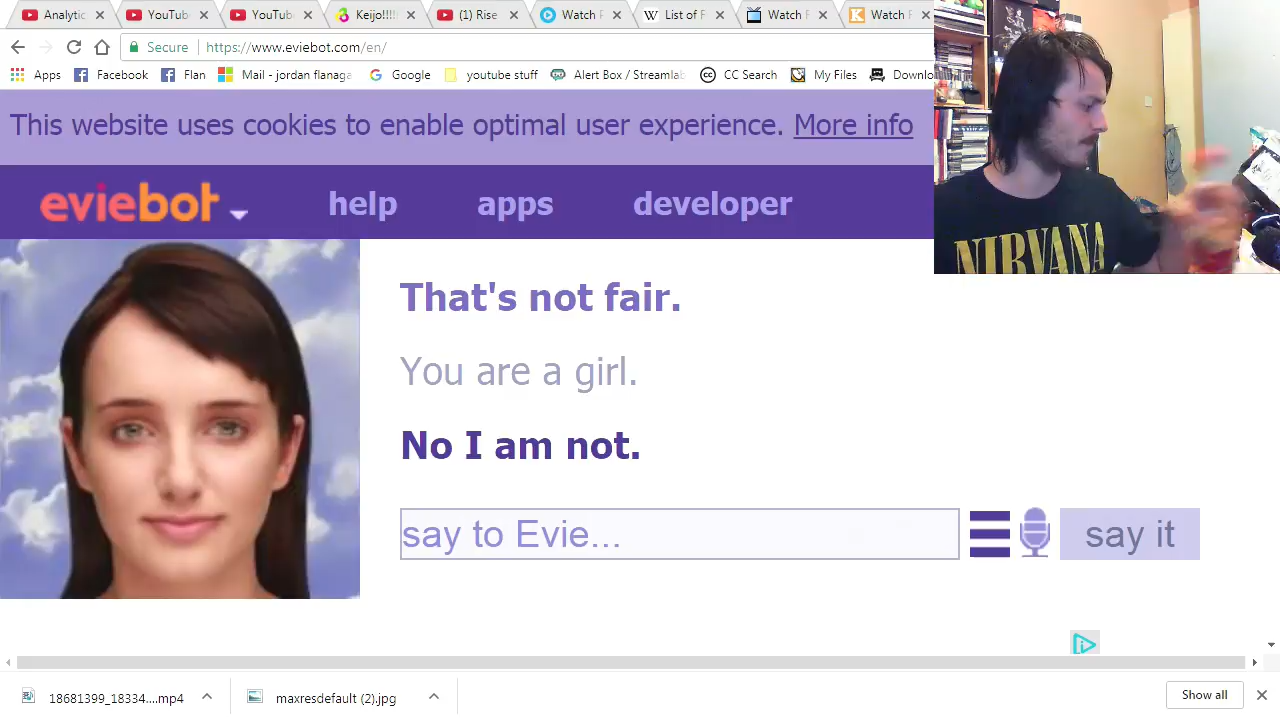 Analytic YouTub YouTub Keijo!!!! (1) Rise Watch F List of F Watch F Watch F
Secure https://www.eviebot.com/en/
Apps Facebook Flan Mail - jordan flanaga Google youtube stuff Alert Box / Streamlab CC Search My Files Downlo
This website uses cookies to enable optimal user experience. More info
eviebot help apps developer
NIRVANA
That's not fair.
You are a girl.
No I am not.
say to Evie... say it
18681399_18334....mp4 maxresdefault (2).jpg Show all